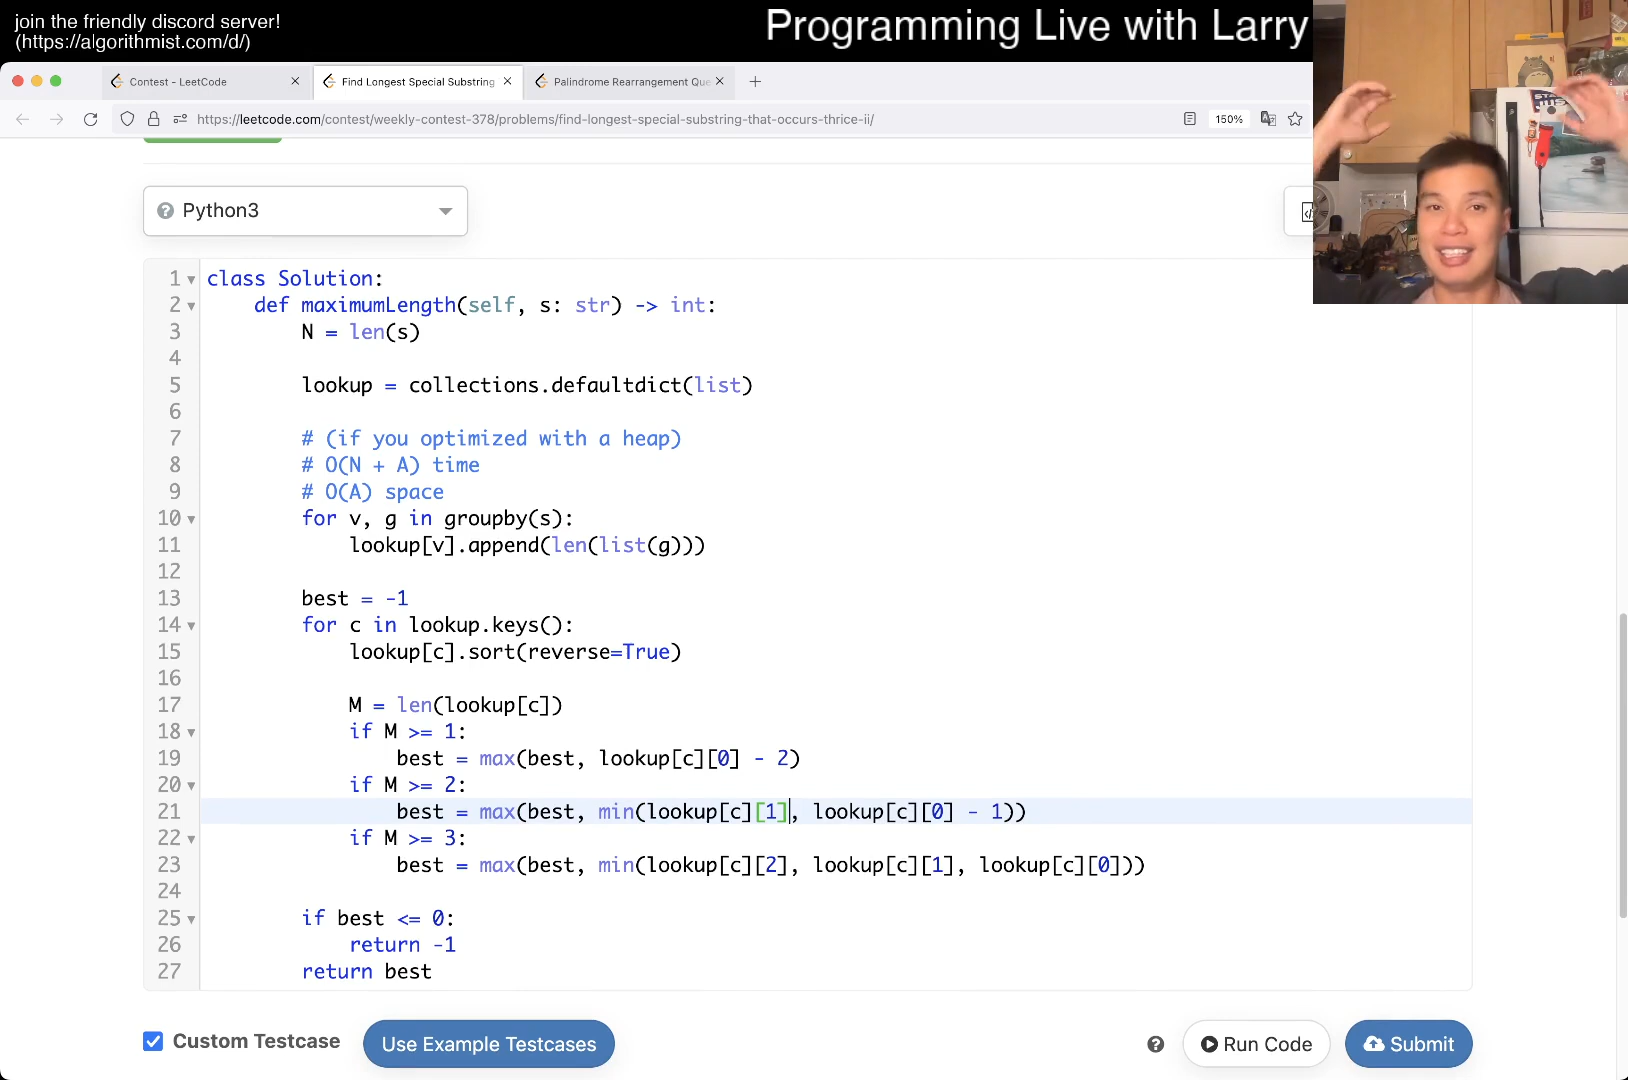 join the friendly discord server!
(https://algorithmist.com/d/)
Programming Live with Larry
Contest - LeetCode
Find Longest Special Substring
Palindrome Rearrangement Que
https://leetcode.com/contest/weekly-contest-378/problems/find-longest-special-substring-that-occurs-thrice-ii/
150%
Python3
1 class Solution:
2     def maximumLength(self, s: str) -> int:
3         N = len(s)
4
5         lookup = collections.defaultdict(list)
6
7         # (if you optimized with a heap)
8         # O(N + A) time
9         # O(A) space
10         for v, g in groupby(s):
11             lookup[v].append(len(list(g)))
12
13         best = -1
14         for c in lookup.keys():
15             lookup[c].sort(reverse=True)
16
17             M = len(lookup[c])
18             if M >= 1:
19                 best = max(best, lookup[c][0] - 2)
20             if M >= 2:
21                 best = max(best, min(lookup[c][1], lookup[c][0] - 1))
22             if M >= 3:
23                 best = max(best, min(lookup[c][2], lookup[c][1], lookup[c][0]))
24
25         if best <= 0:
26             return -1
27         return best
Custom Testcase
Use Example Testcases
Run Code
Submit